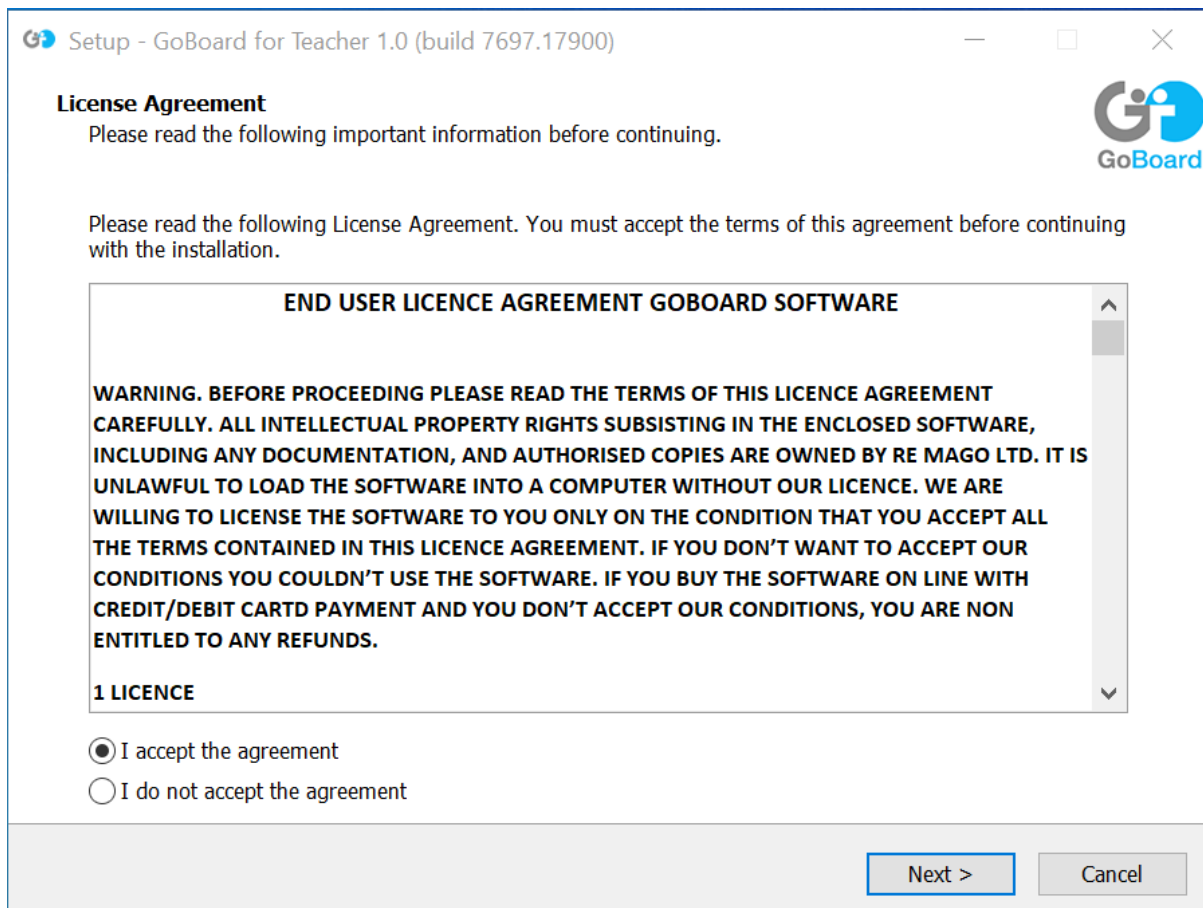 Setup - GoBoard for Teacher 1.0 (build 7697.17900)
License Agreement
Please read the following important information before continuing.
GoBoard
Please read the following License Agreement. You must accept the terms of this agreement before continuing
with the installation.
END USER LICENCE AGREEMENT GOBOARD SOFTWARE
WARNING. BEFORE PROCEEDING PLEASE READ THE TERMS OF THIS LICENCE AGREEMENT
CAREFULLY. ALL INTELLECTUAL PROPERTY RIGHTS SUBSISTING IN THE ENCLOSED SOFTWARE,
INCLUDING ANY DOCUMENTATION, AND AUTHORISED COPIES ARE OWNED BY RE MAGO LTD. IT IS
UNLAWFUL TO LOAD THE SOFTWARE INTO A COMPUTER WITHOUT OUR LICENCE. WE ARE
WILLING TO LICENSE THE SOFTWARE TO YOU ONLY ON THE CONDITION THAT YOU ACCEPT ALL
THE TERMS CONTAINED IN THIS LICENCE AGREEMENT. IF YOU DON’T WANT TO ACCEPT OUR
CONDITIONS YOU COULDN’T USE THE SOFTWARE. IF YOU BUY THE SOFTWARE ON LINE WITH
CREDIT/DEBIT CARTD PAYMENT AND YOU DON’T ACCEPT OUR CONDITIONS, YOU ARE NON
ENTITLED TO ANY REFUNDS.
1 LICENCE
I accept the agreement
I do not accept the agreement
Next >
Cancel